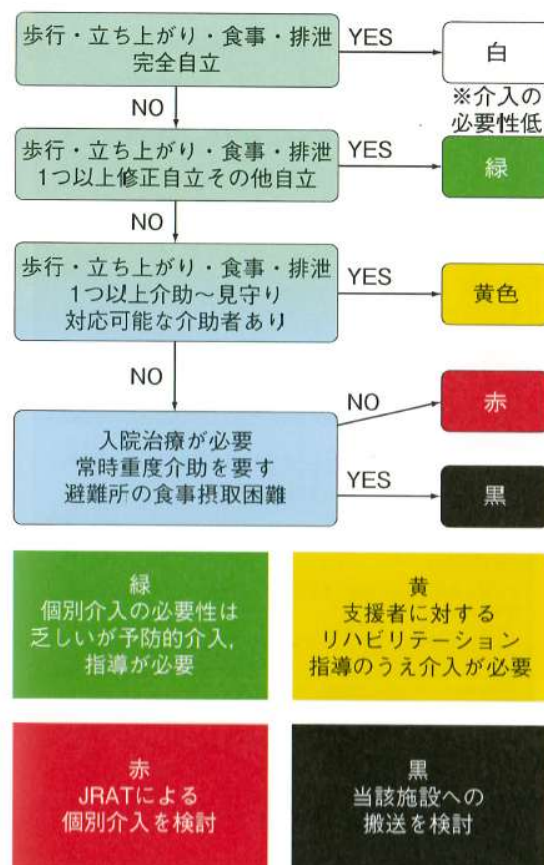 歩行・立ち上がり・食事・排泄
完全自立
YES
白
※介入の
必要性低
NO
歩行・立ち上がり・食事・排泄
1つ以上修正自立その他自立
YES
緑
NO
歩行・立ち上がり・食事・排泄
1つ以上介助～見守り
対応可能な介助者あり
YES
黄色
NO
入院治療が必要
常時重度介助を要す
避難所の食事摂取困難
NO
赤
YES
黒
緑
個別介入の必要性は
乏しいが予防的介入,
指導が必要
黄
支援者に対する
リハビリテーション
指導のうえ介入が必要
赤
JRATによる
個別介入を検討
黒
当該施設への
搬送を検討